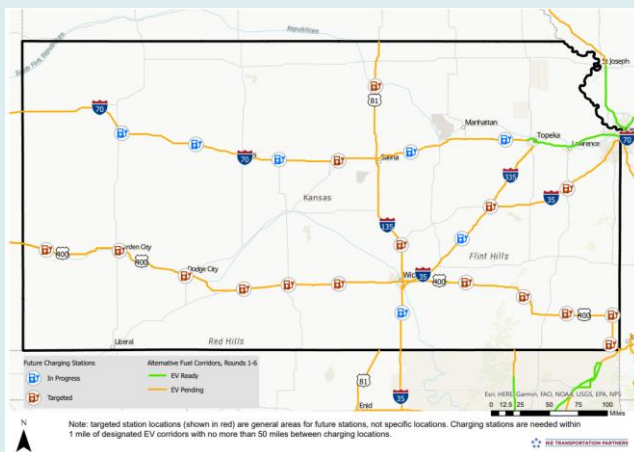 Republican
South Fork Republican
St Joseph
81
70
Manhattan
Topeka
Lawrence
70
70
Salina
335
35
Kansas
135
Flint Hills
400
Garden City
400
Dodge City
35
400
400
Liberal
Red Hills
81
Enid
35
Future Charging Stations
In Progress
Targeted
Alternative Fuel Corridors, Rounds 1-6
EV Ready
EV Pending
Esri, HERE, Garmin, FAO, NOAA, USGS, EPA, NPS
0 12.5 25 50 75 100
Miles
N
Note: targeted station locations (shown in red) are general areas for future stations, not specific locations. Charging stations are needed within
1 mile of designated EV corridors with no more than 50 miles between charging locations.
IKE TRANSPORTATION PARTNERS